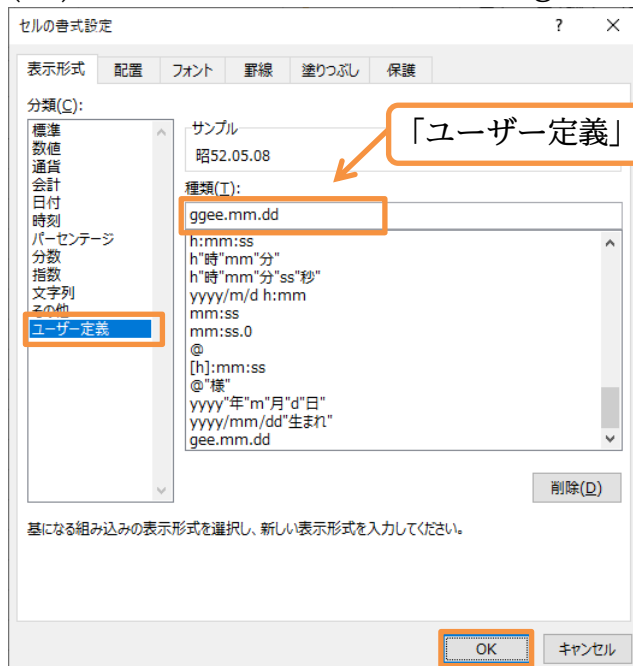 セルの書式設定 ? ×
表示形式 配置 フォント 罫線 塗りつぶし 保護
分類(C):
標準
数値
通貨
会計
日付
時刻
パーセンテージ
分数
指数
文字列
その他
ユーザー定義
サンプル
昭52.05.08
「ユーザー定義」
種類(T):
ggee.mm.dd
h:mm:ss
h"時"mm"分"
h"時"mm"分"ss"秒"
yyyy/m/d h:mm
mm:ss
mm:ss.0
@
[h]:mm:ss
@"様"
yyyy"年"m"月"d"日"
yyyy/mm/dd"生まれ"
gee.mm.dd
削除(D)
基になる組み込みの表示形式を選択し、新しい表示形式を入力してください。
OK キャンセル